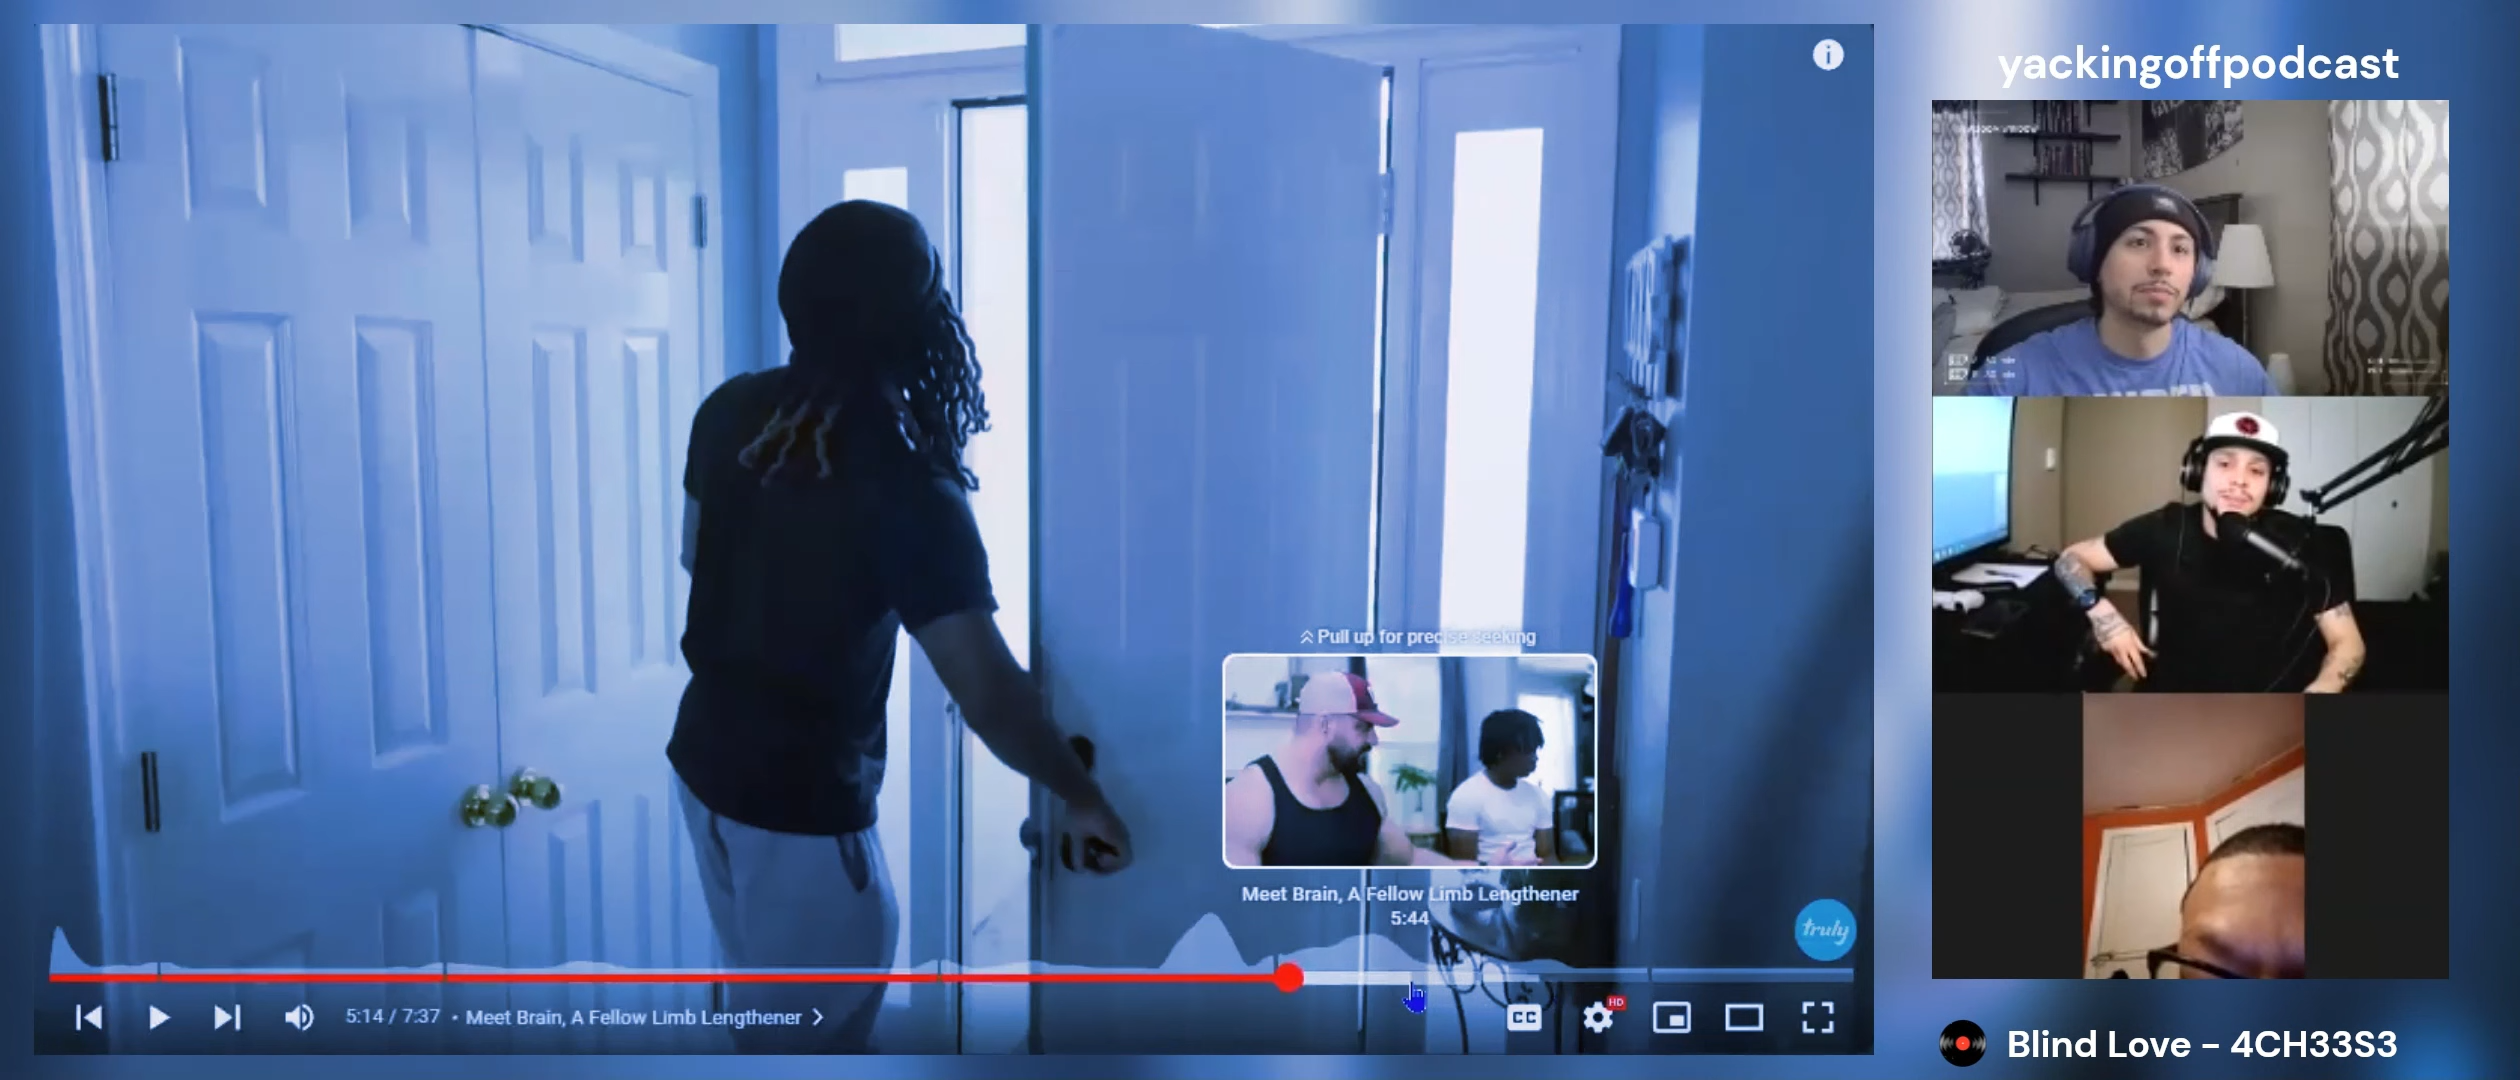 yackingoffpodcast
Pull up for precise seeking
Meet Brain, A Fellow Limb Lengthener
5:44
truly
5:14 / 7:37 • Meet Brain, A Fellow Limb Lengthener
CC
HD
Blind Love - 4CH33S3